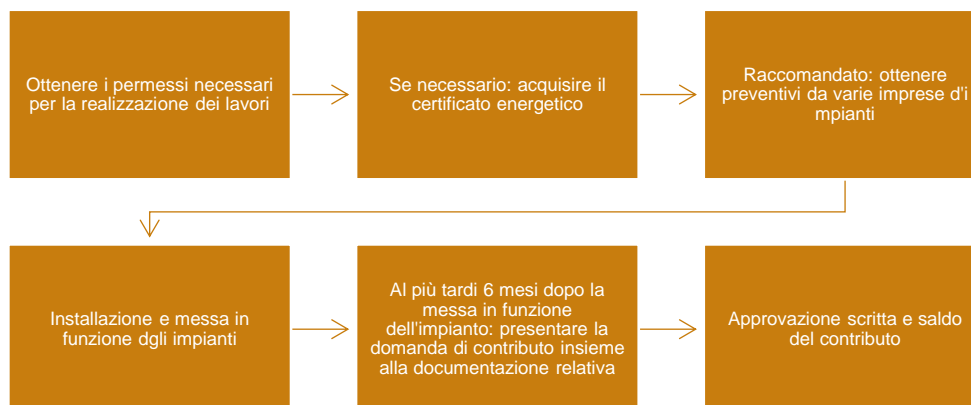 Ottenere i permessi necessari
per la realizzazione dei lavori
Se necessario: acquisire il
certificato energetico
Raccomandato: ottenere
preventivi da varie imprese d'i
mpianti
Installazione e messa in
funzione dgli impianti
Al più tardi 6 mesi dopo la
messa in funzione
dell'impianto: presentare la
domanda di contributo insieme
alla documentazione relativa
Approvazione scritta e saldo
del contributo